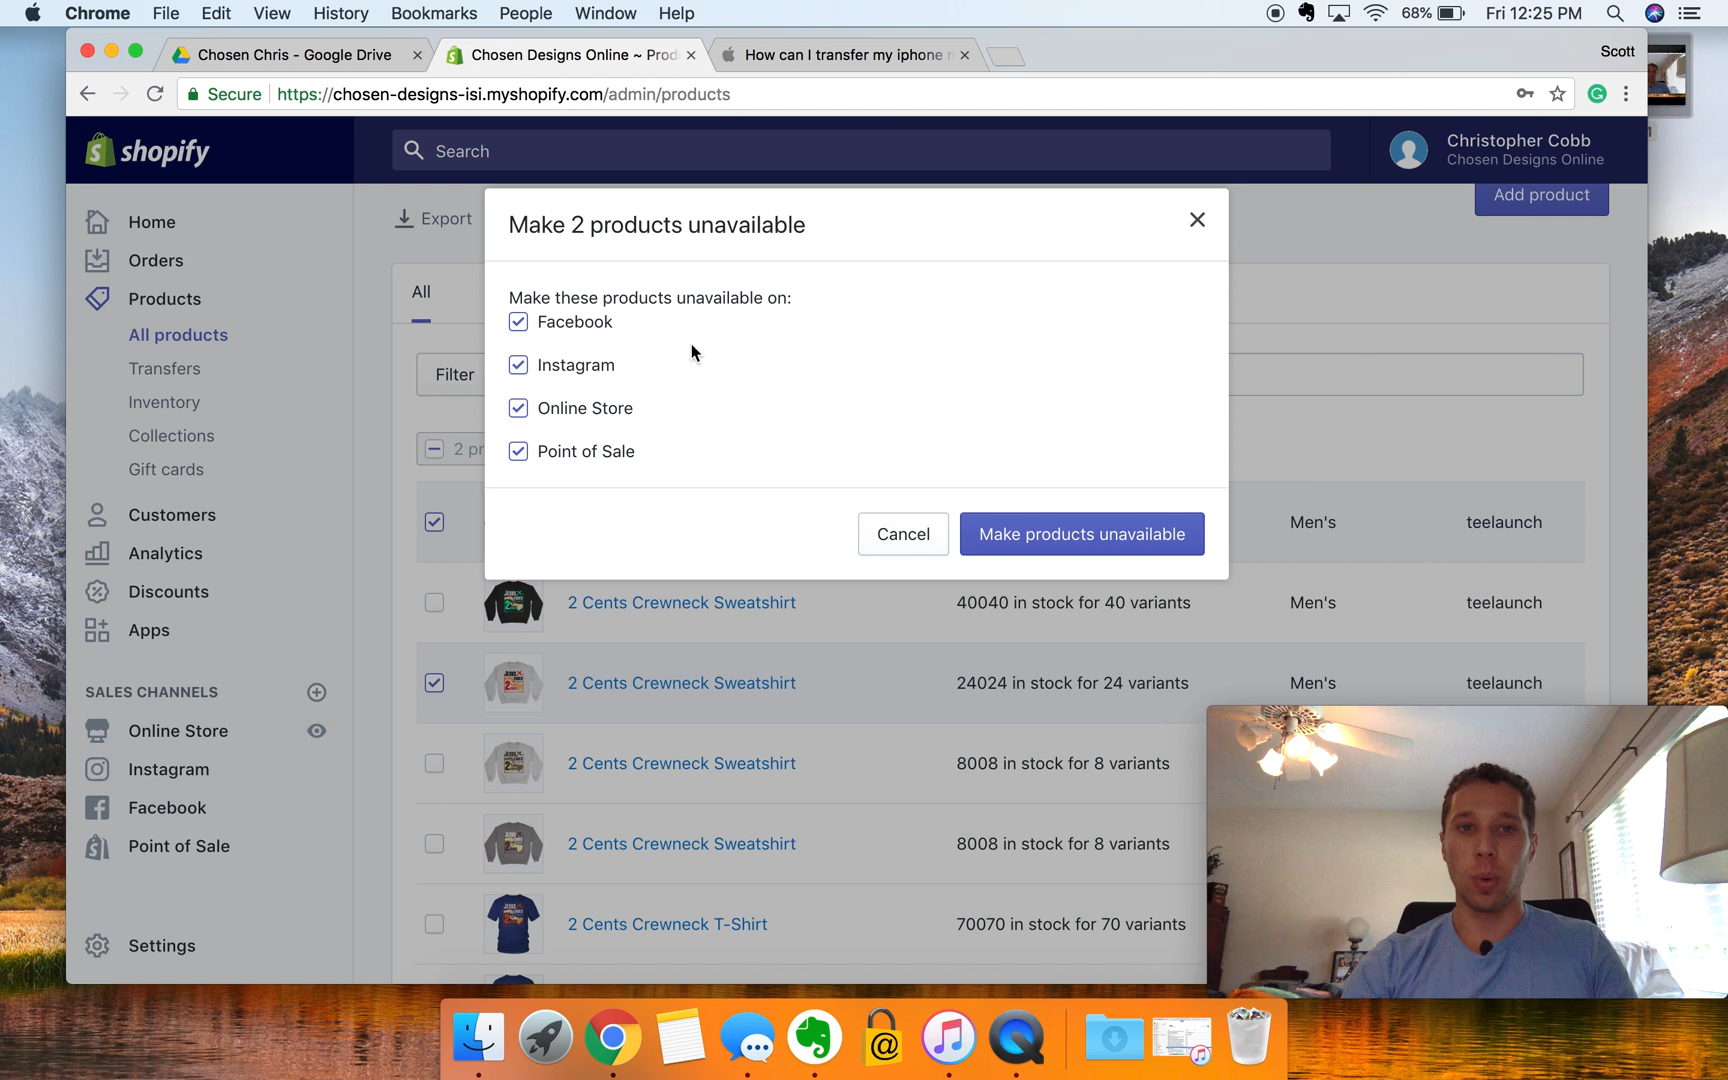 Chrome File Edit View History Bookmarks People Window Help 68% Fri 12:25 PM
Chosen Chris - Google Drive
Chosen Designs Online ~ Prod
How can I transfer my iphone
Scott
Secure https://chosen-designs-isi.myshopify.com/admin/products
shopify
Search
Christopher Cobb
Chosen Designs Online
Home
Orders
Products
All products
Transfers
Inventory
Collections
Gift cards
Customers
Analytics
Discounts
Apps
SALES CHANNELS
Online Store
Instagram
Facebook
Point of Sale
Settings
Export
Add product
All
Filter
2 pr
Make 2 products unavailable
Make these products unavailable on:
Facebook
Instagram
Online Store
Point of Sale
Cancel
Make products unavailable
Men's teelaunch
2 Cents Crewneck Sweatshirt 40040 in stock for 40 variants Men's teelaunch
2 Cents Crewneck Sweatshirt 24024 in stock for 24 variants Men's teelaunch
2 Cents Crewneck Sweatshirt 8008 in stock for 8 variants
2 Cents Crewneck Sweatshirt 8008 in stock for 8 variants
2 Cents Crewneck T-Shirt 70070 in stock for 70 variants